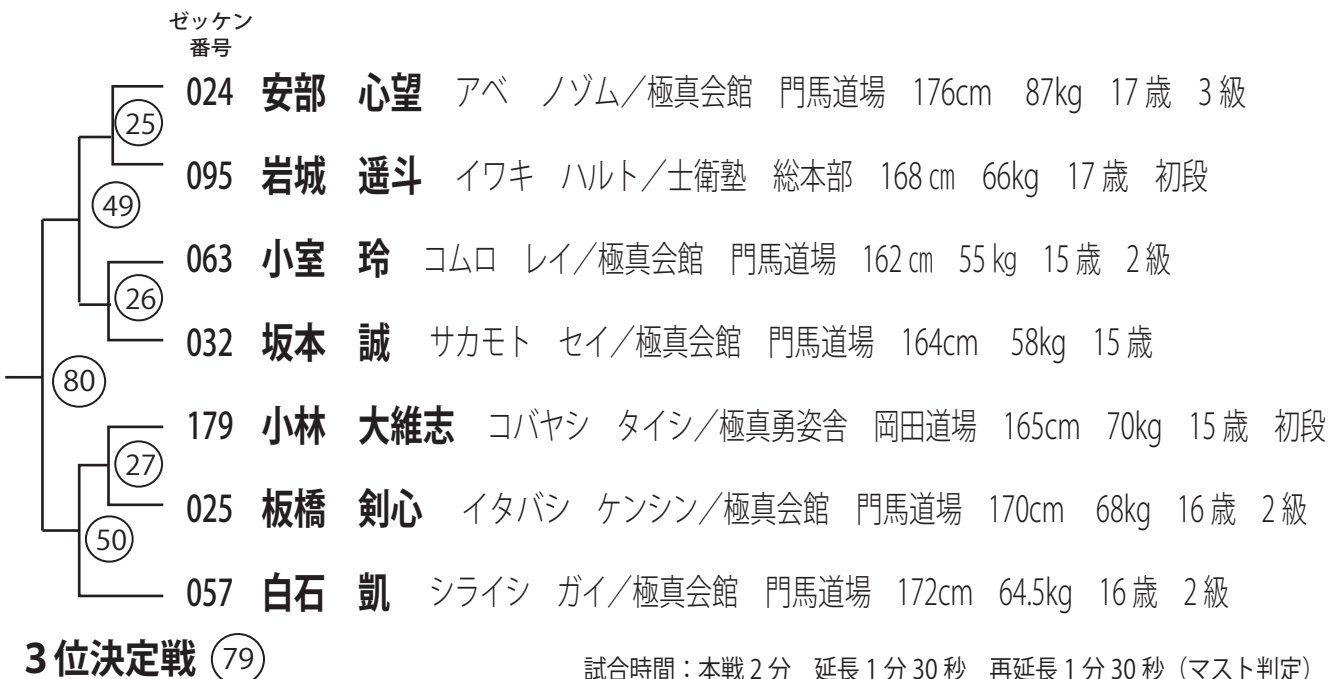 ゼッケン
番号
024 安部 心望 アベ ノゾム／極真会館 門馬道場 176cm 87kg 17歳 3級
㉕
095 岩城 遥斗 イワキ ハルト／士衛塾 総本部 168㎝ 66kg 17歳 初段
㊾
063 小室 玲 コムロ レイ／極真会館 門馬道場 162㎝ 55kg 15歳 2級
㉖
032 坂本 誠 サカモト セイ／極真会館 門馬道場 164cm 58kg 15歳
80
179 小林 大維志 コバヤシ タイシ／極真勇姿舎 岡田道場 165cm 70kg 15歳 初段
㉗
025 板橋 剣心 イタバシ ケンシン／極真会館 門馬道場 170cm 68kg 16歳 2級
㊿
057 白石 凱 シライシ ガイ／極真会館 門馬道場 172cm 64.5kg 16歳 2級
3位決定戦 79
試合時間：本戦2分 延長1分30秒 再延長1分30秒（マスト判定）